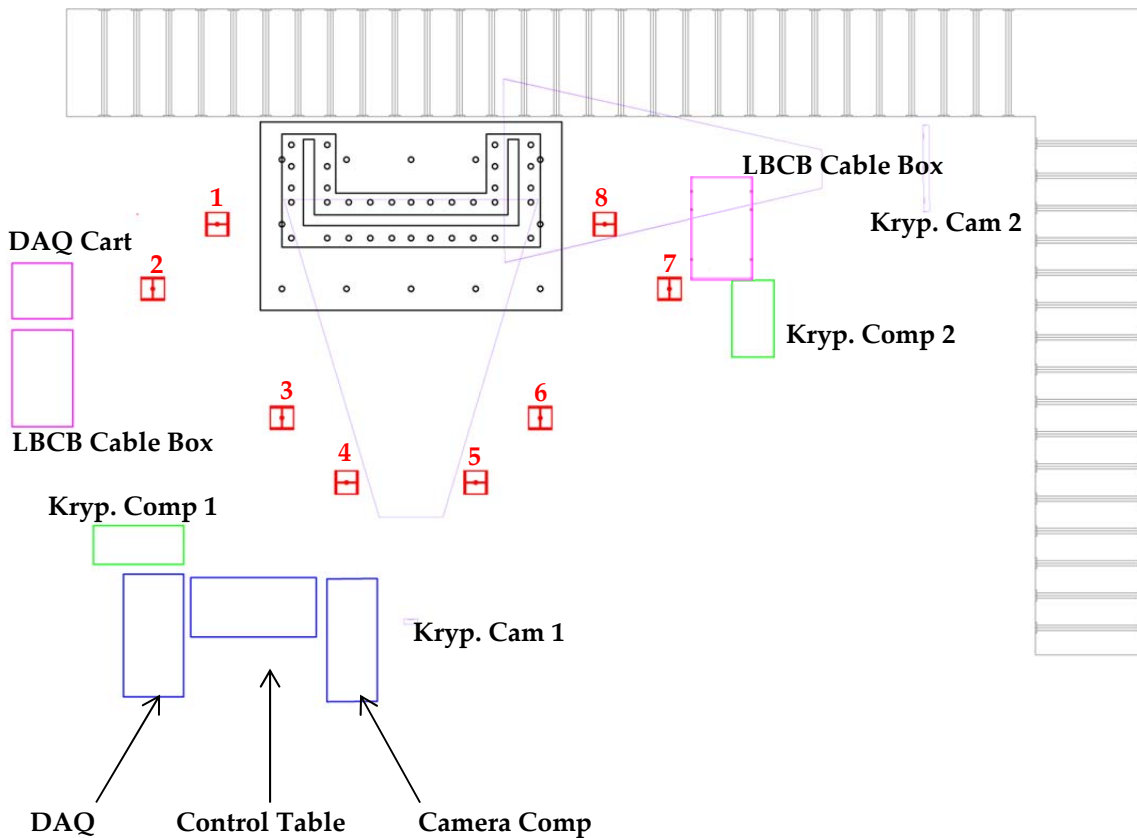 LBCB Cable Box
1
8
Kryp. Cam 2
DAQ Cart
2
7
Kryp. Comp 2
3
6
LBCB Cable Box
4
5
Kryp. Comp 1
Kryp. Cam 1
DAQ
Control Table
Camera Comp